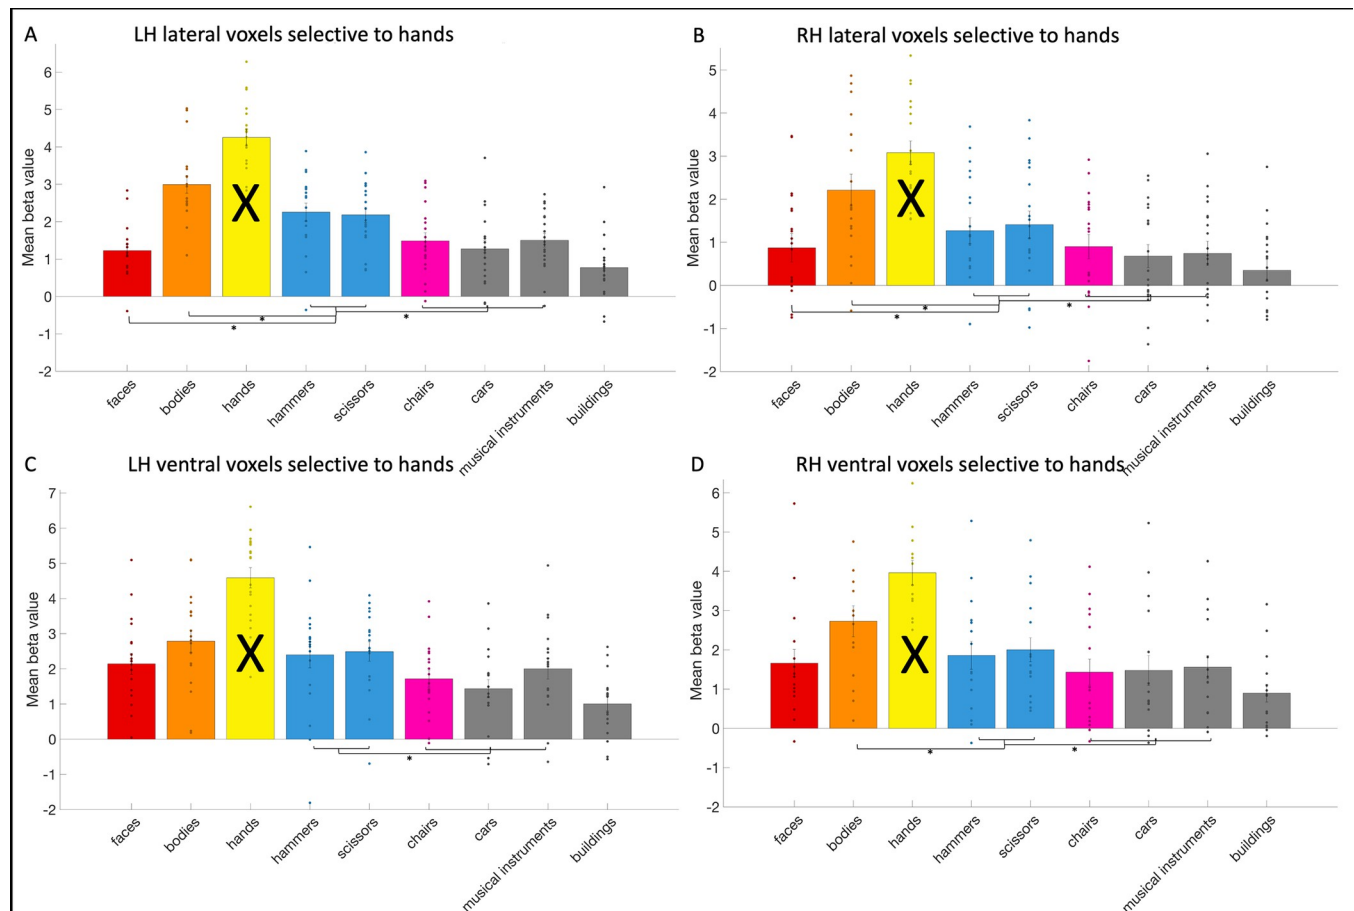 A
LH lateral voxels selective to hands
Mean beta value
6
5
4
3
2
1
0
-1
-2
X
*
*
*
faces
bodies
hands
hammers
scissors
chairs
cars
musical instruments
buildings
B
RH lateral voxels selective to hands
Mean beta value
5
4
3
2
1
0
-1
-2
X
*
*
*
faces
bodies
hands
hammers
scissors
chairs
cars
musical instruments
buildings
C
LH ventral voxels selective to hands
Mean beta value
7
6
5
4
3
2
1
0
-1
-2
X
*
faces
bodies
hands
hammers
scissors
chairs
cars
musical instruments
buildings
D
RH ventral voxels selective to hands
Mean beta value
6
5
4
3
2
1
0
-1
-2
X
*
*
faces
bodies
hands
hammers
scissors
chairs
cars
musical instruments
buildings